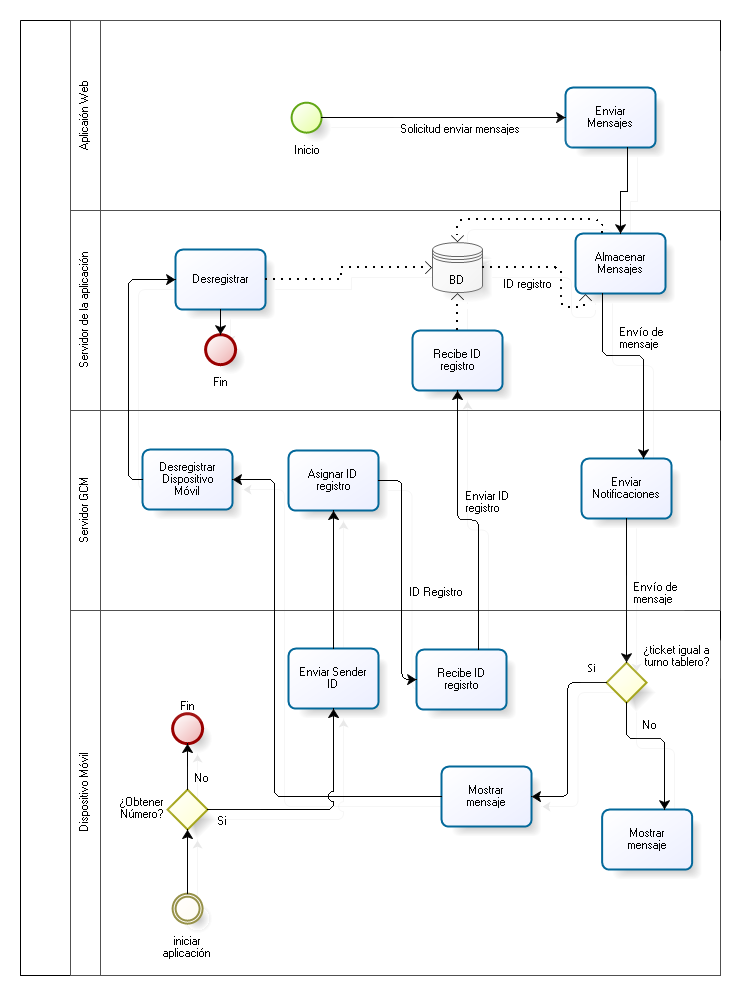 Aplicaión Web
Inicio
Solicitud enviar mensajes
Enviar
Mensajes
Servidor de la aplicación
Desregistrar
Fin
BD
ID registro
Almacenar
Mensajes
Recibe ID
registro
Envío de
mensaje
Servidor GCM
Desregistrar
Dispositivo
Móvil
Asignar ID
registro
Enviar ID
registro
Enviar
Notificaciones
ID Registro
Envío de
mensaje
Dispositivo Móvil
Enviar Sender
ID
Recibe ID
regisrto
¿ticket igual a
turno tablero?
Si
No
Fin
No
¿Obtener
Número?
Si
Mostrar
mensaje
Mostrar
mensaje
iniciar
aplicación